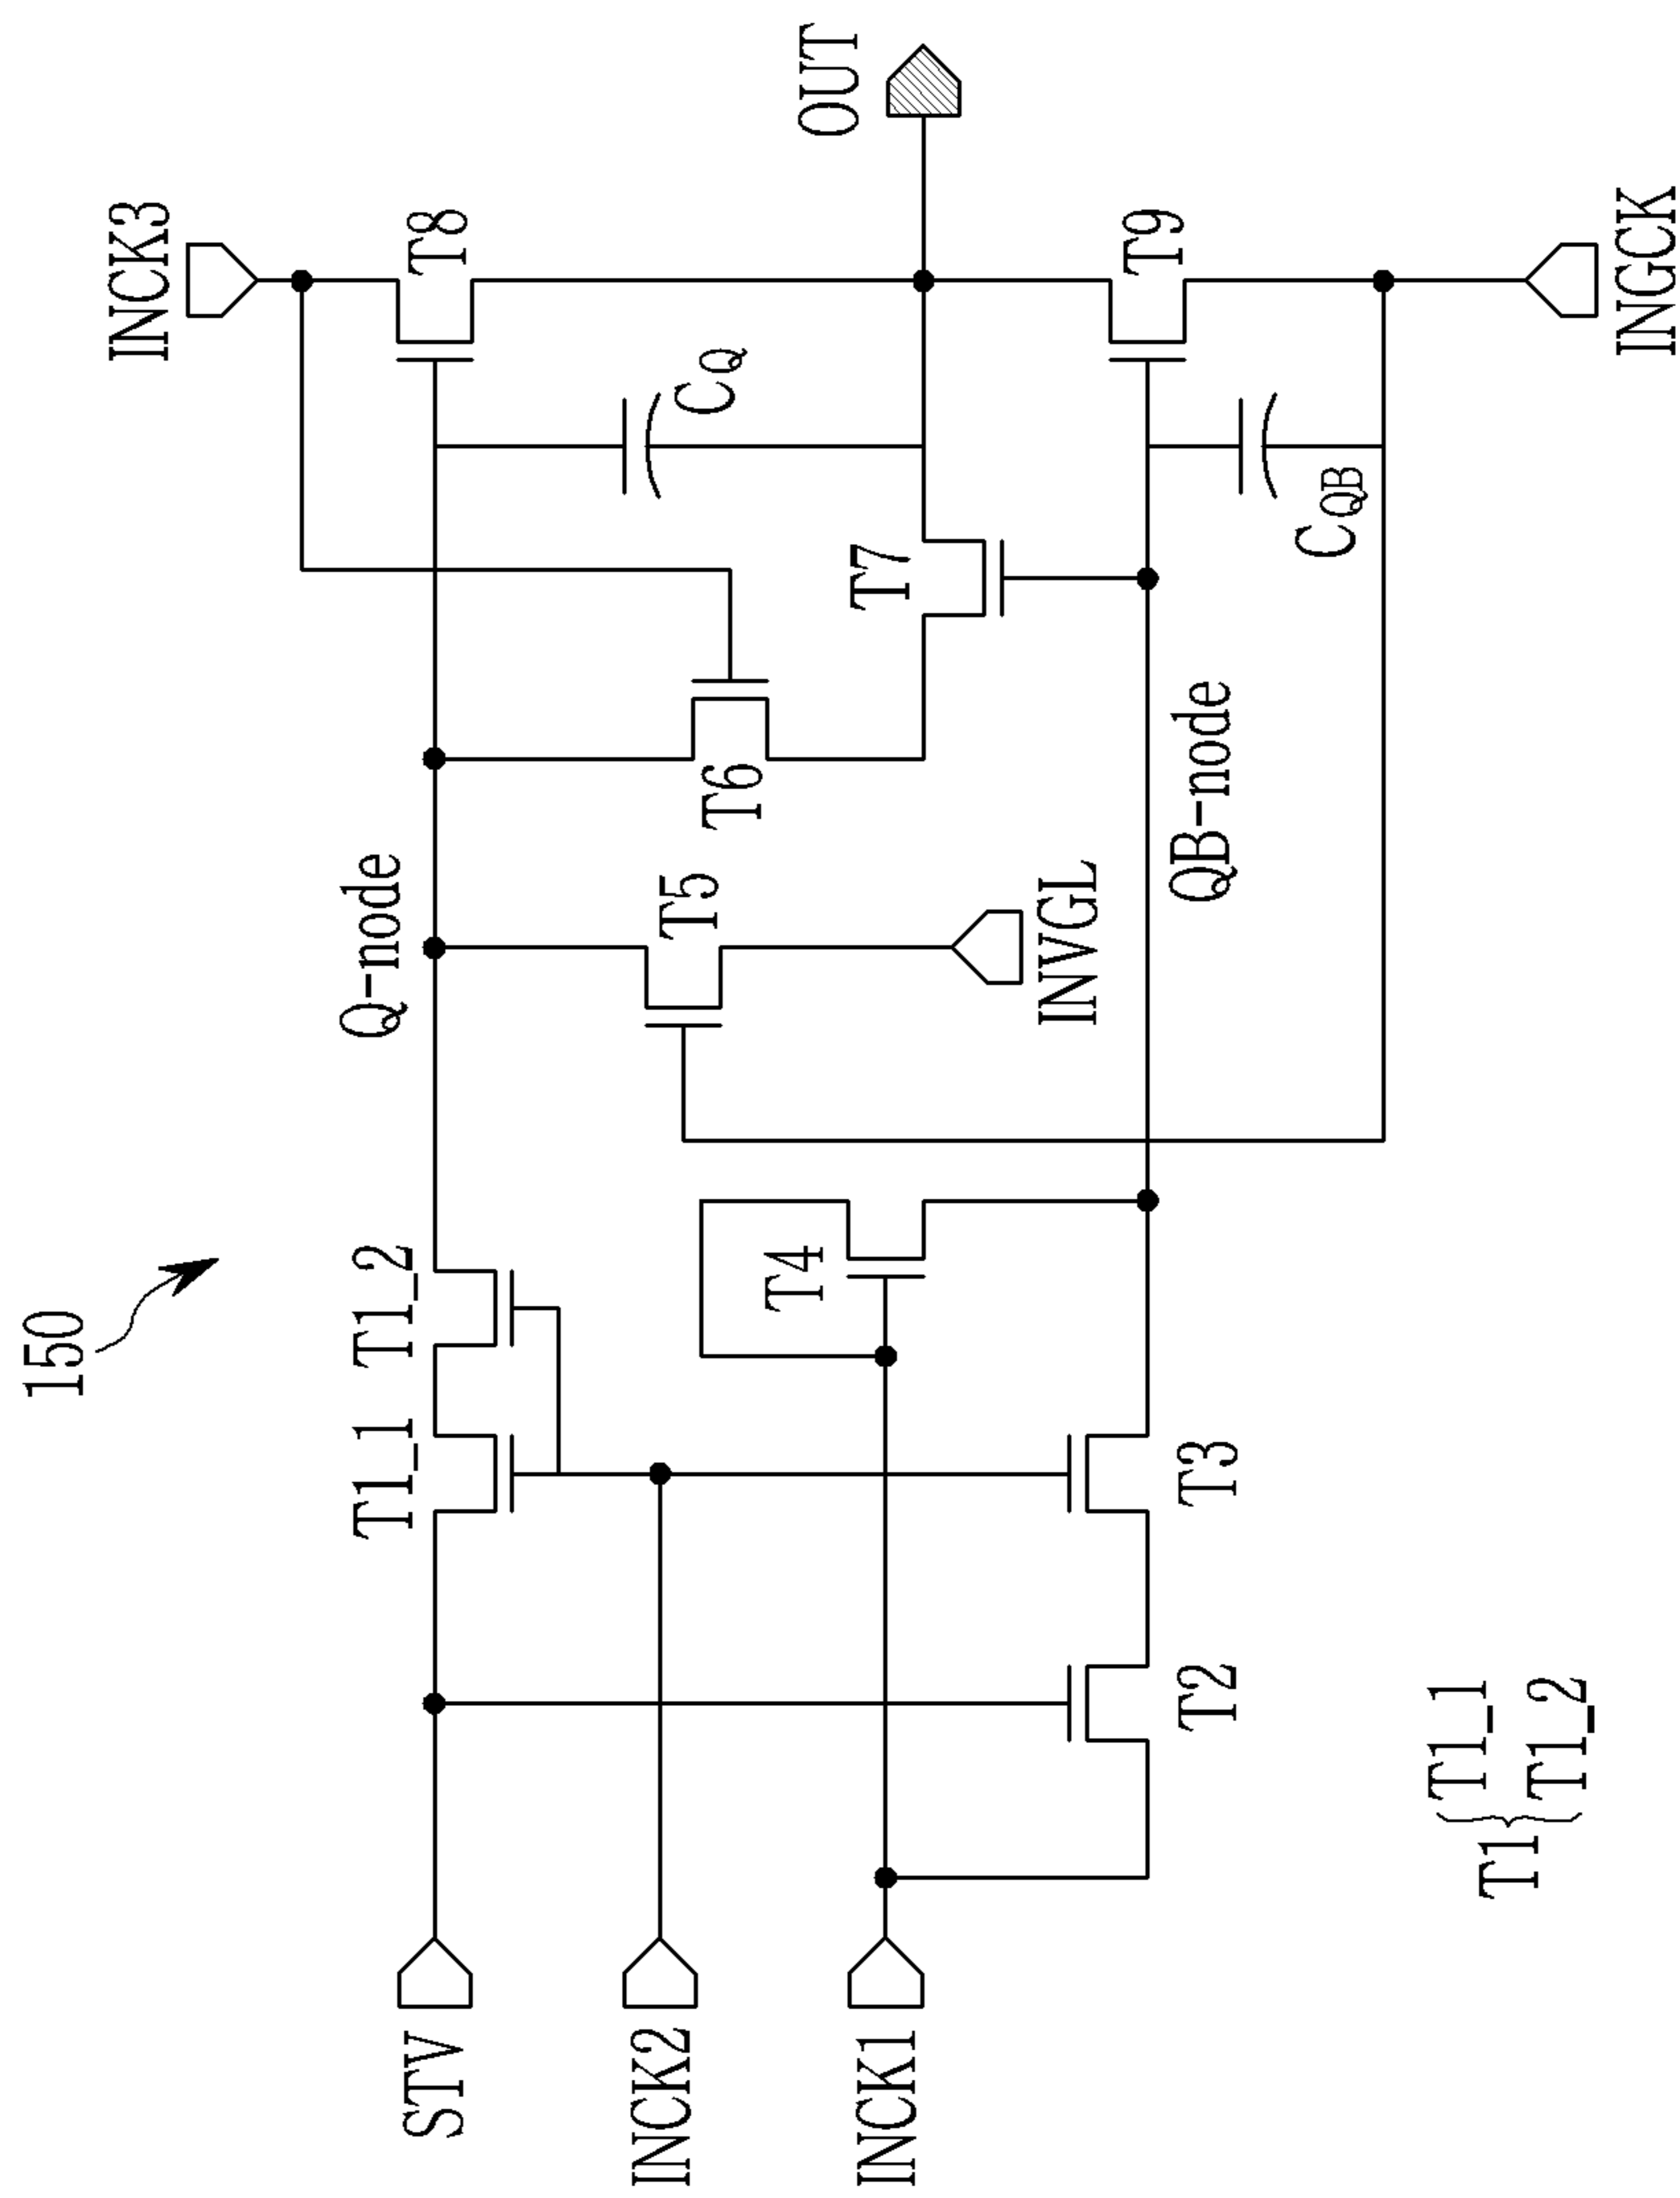 150
INCK3
T8
OUT
T1_1
T1_2
Q-node
T5
T6
CQ
T7
T4
INVGL
STV
INCK2
INCK1
T2
T3
QB-node
CQB
T9
INGCK
T1
T1_1
T1_2